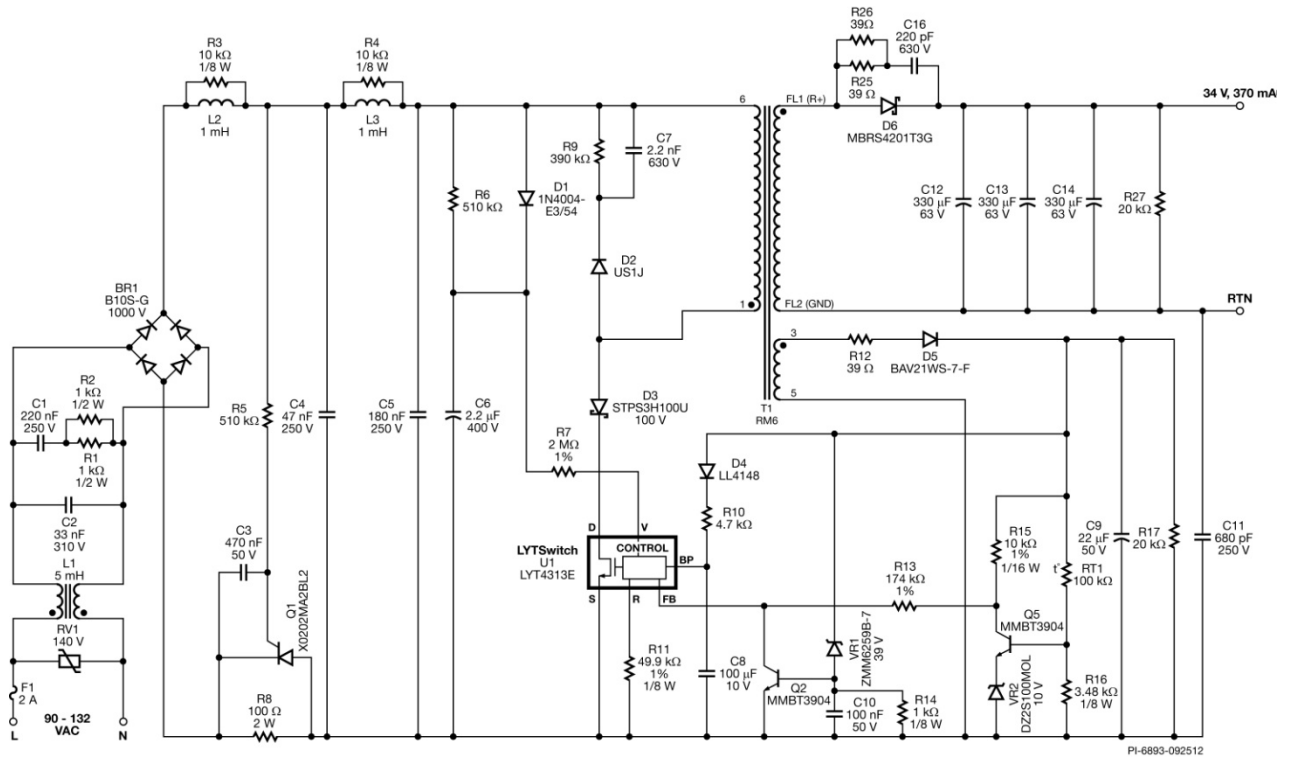 R3
10 kΩ
1/8 W
L2
1 mH
R4
10 kΩ
1/8 W
L3
1 mH
R26
39Ω
C16
220 pF
630 V
R25
39 Ω
FL1 (R+)
D6
MBRS4201T3G
34 V, 370 mA
6
1
R9
390 kΩ
C7
2.2 nF
630 V
R6
510 kΩ
D1
1N4004-
E3/54
D2
US1J
C12
330 µF
63 V
C13
330 µF
63 V
C14
330 µF
63 V
R27
20 kΩ
FL2 (GND)
RTN
BR1
B10S-G
1000 V
3
R12
39 Ω
D5
BAV21WS-7-F
5
T1
RM6
C1
220 nF
250 V
R2
1 kΩ
1/2 W
R1
1 kΩ
1/2 W
C2
33 nF
310 V
L1
5 mH
RV1
140 V
F1
2 A
L
90 - 132
VAC
N
R5
510 kΩ
C4
47 nF
250 V
C5
180 nF
250 V
C6
2.2 µF
400 V
C3
470 nF
50 V
Q1
X0202MA2BL2
R8
100 Ω
2 W
D3
STPS3H100U
100 V
R7
2 MΩ
1%
D4
LL4148
R10
4.7 kΩ
LYTSwitch
U1
LYT4313E
D
V
CONTROL
BP
S
R
FB
R11
49.9 kΩ
1%
1/8 W
C8
100 µF
10 V
Q2
MMBT3904
VR1
ZMM5259B-7
39 V
C10
100 nF
50 V
R14
1 kΩ
1/8 W
R13
174 kΩ
1%
R15
10 kΩ
1%
1/16 W
t°
RT1
100 kΩ
Q5
MMBT3904
VR2
DZ2S100MOL
10 V
R16
3.48 kΩ
1/8 W
C9
22 µF
50 V
R17
20 kΩ
C11
680 pF
250 V
PI-6893-092512